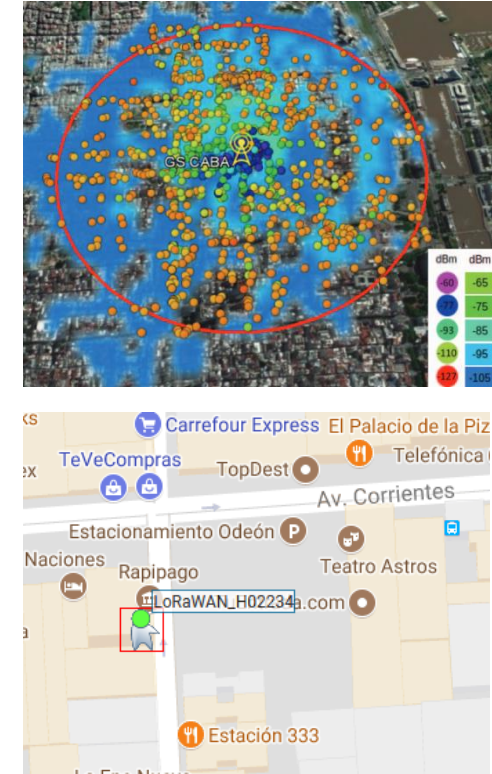 GS CABA
dBm dBm
-60 -65
-77 -75
-93 -85
-110 -95
-127 -105
ks
Carrefour Express
El Palacio de la Piz
TeVeCompras
Telefónica
ex
TopDest
Av. Corrientes
Estacionamiento Odeón
P
Naciones
Rapipago
Teatro Astros
LoRaWAN_H02234
a.com
a
Estación 333